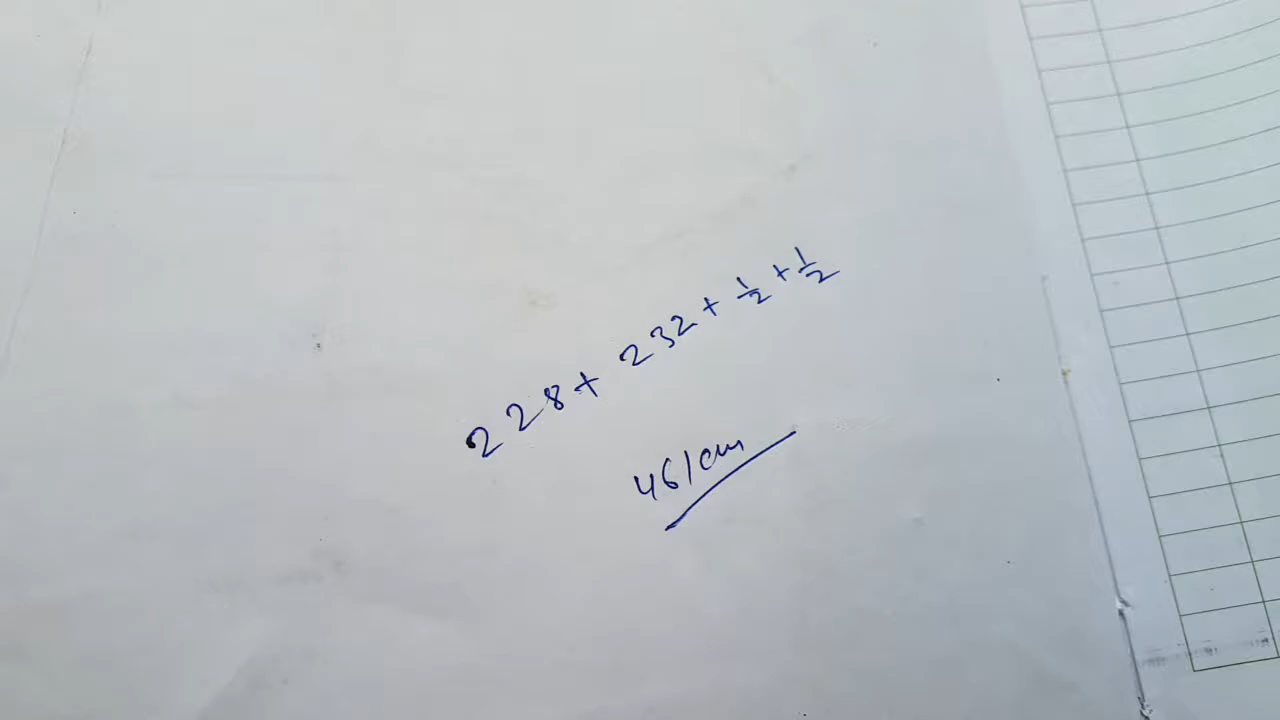 228+ 232 + 1/2 + 1/2
461cm